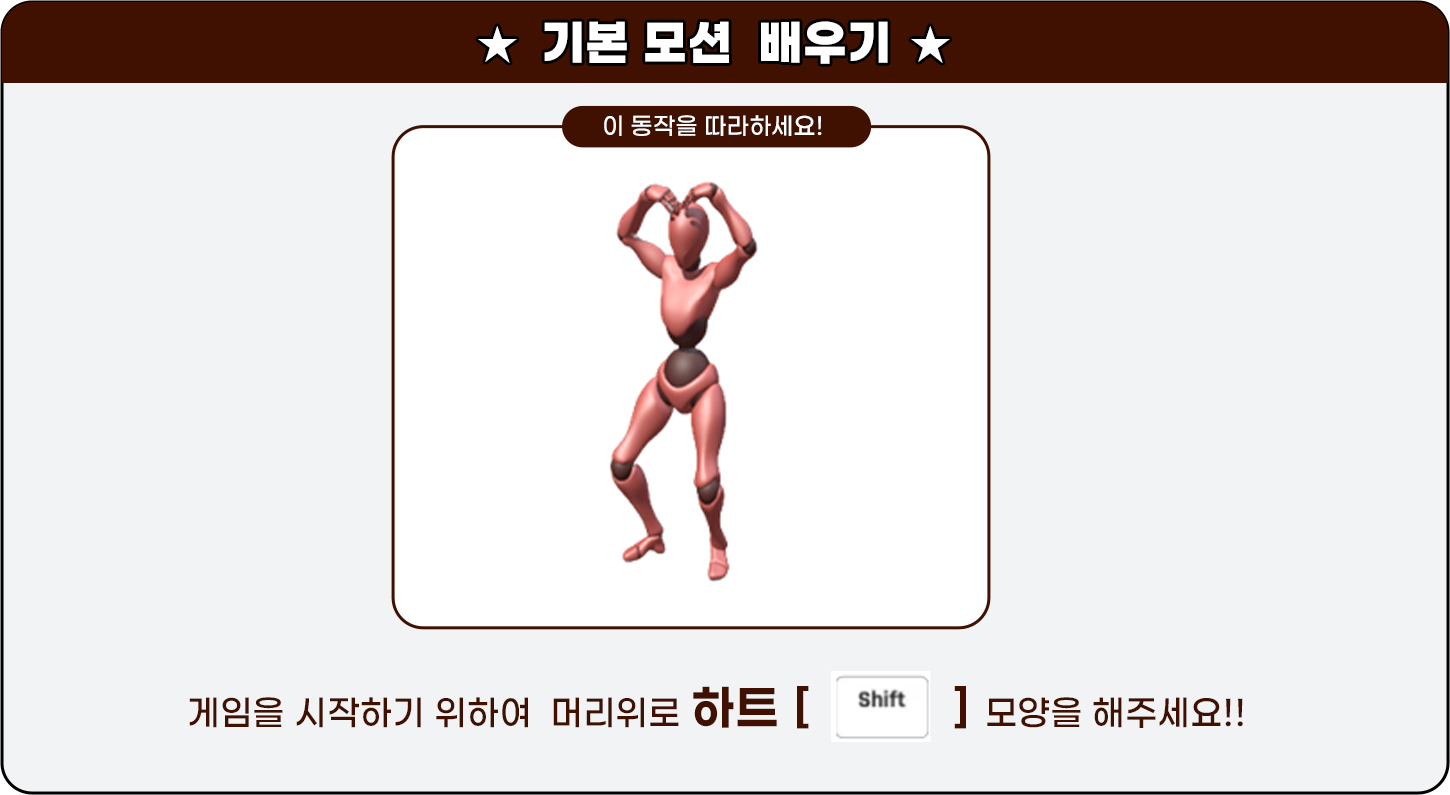 ★ 기본 모션 배우기 ★
이 동작을 따라하세요!
게임을 시작하기 위하여 머리위로 하트 [ Shift ] 모양을 해주세요!!